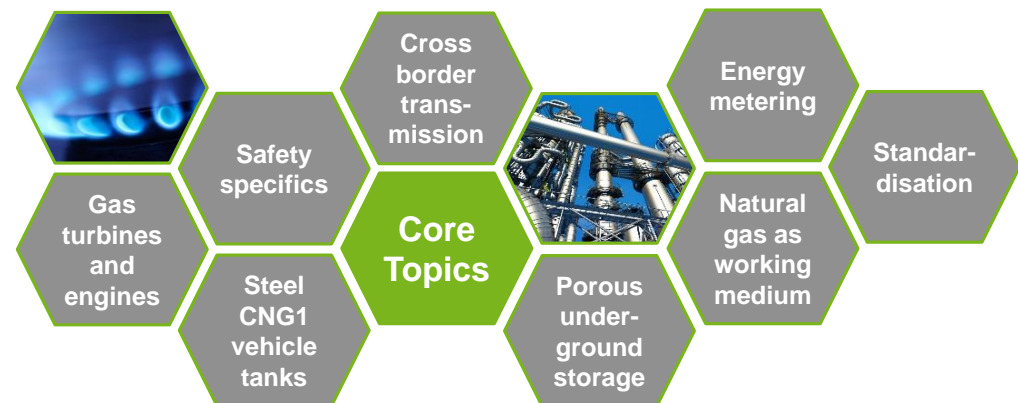 Cross
border
trans-
mission
Energy
metering
Safety
specifics
Standar-
disation
Gas
turbines
and
engines
Core
Topics
Natural
gas as
working
medium
Steel
CNG1
vehicle
tanks
Porous
under-
ground
storage